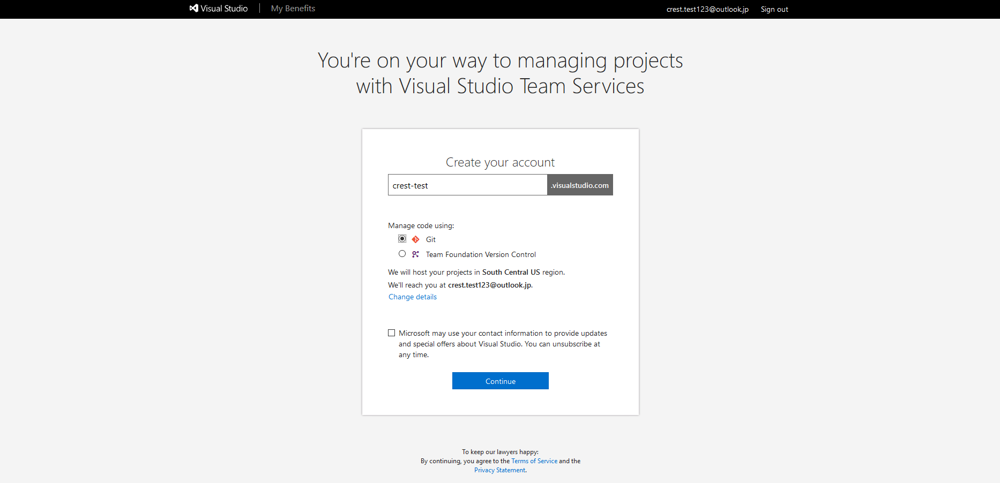 Visual Studio
My Benefits
crest.test123@outlook.jp
Sign out
You're on your way to managing projects
with Visual Studio Team Services
Create your account
crest-test
.visualstudio.com
Manage code using:
Git
Team Foundation Version Control
We will host your projects in South Central US region.
We'll reach you at crest.test123@outlook.jp.
Change details
Microsoft may use your contact information to provide updates
and special offers about Visual Studio. You can unsubscribe at
any time.
Continue
To keep our lawyers happy:
By continuing, you agree to the Terms of Service and the
Privacy Statement.